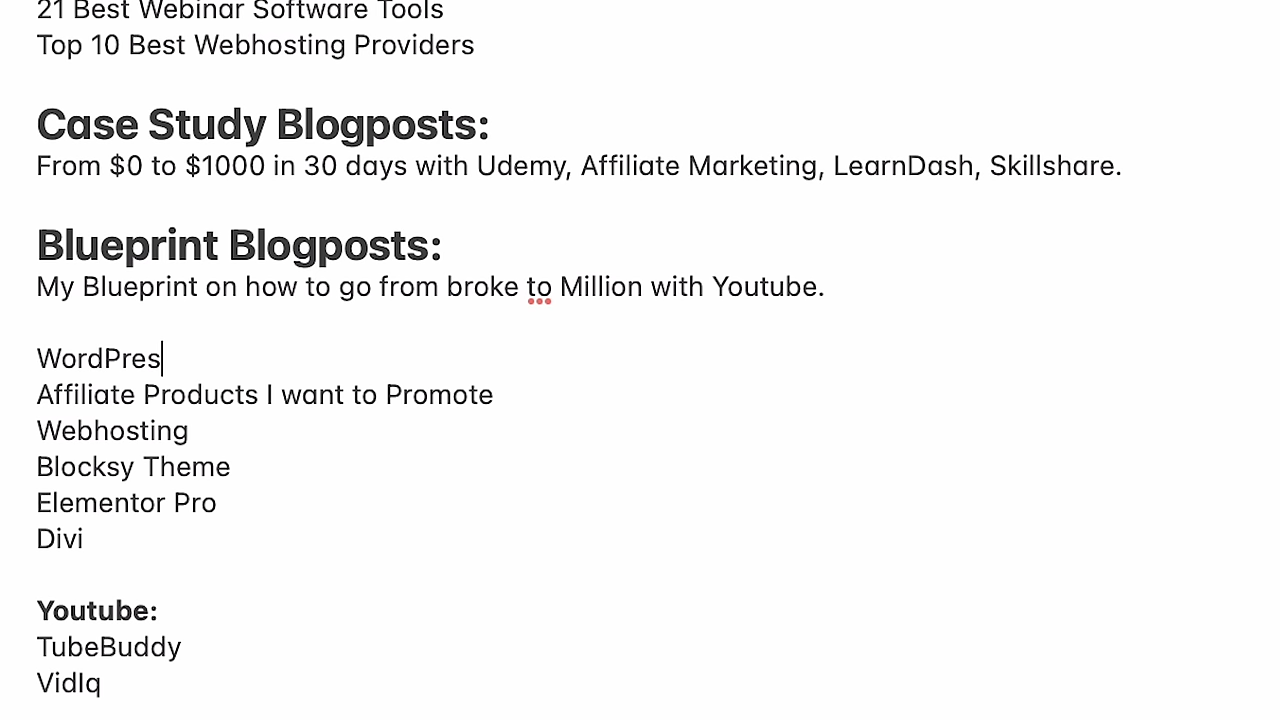 21 Best Webinar Software Tools
Top 10 Best Webhosting Providers
Case Study Blogposts:
From $0 to $1000 in 30 days with Udemy, Affiliate Marketing, LearnDash, Skillshare.
Blueprint Blogposts:
My Blueprint on how to go from broke to Million with Youtube.
WordPres
Affiliate Products I want to Promote
Webhosting
Blocksy Theme
Elementor Pro
Divi
Youtube:
TubeBuddy
VidIq